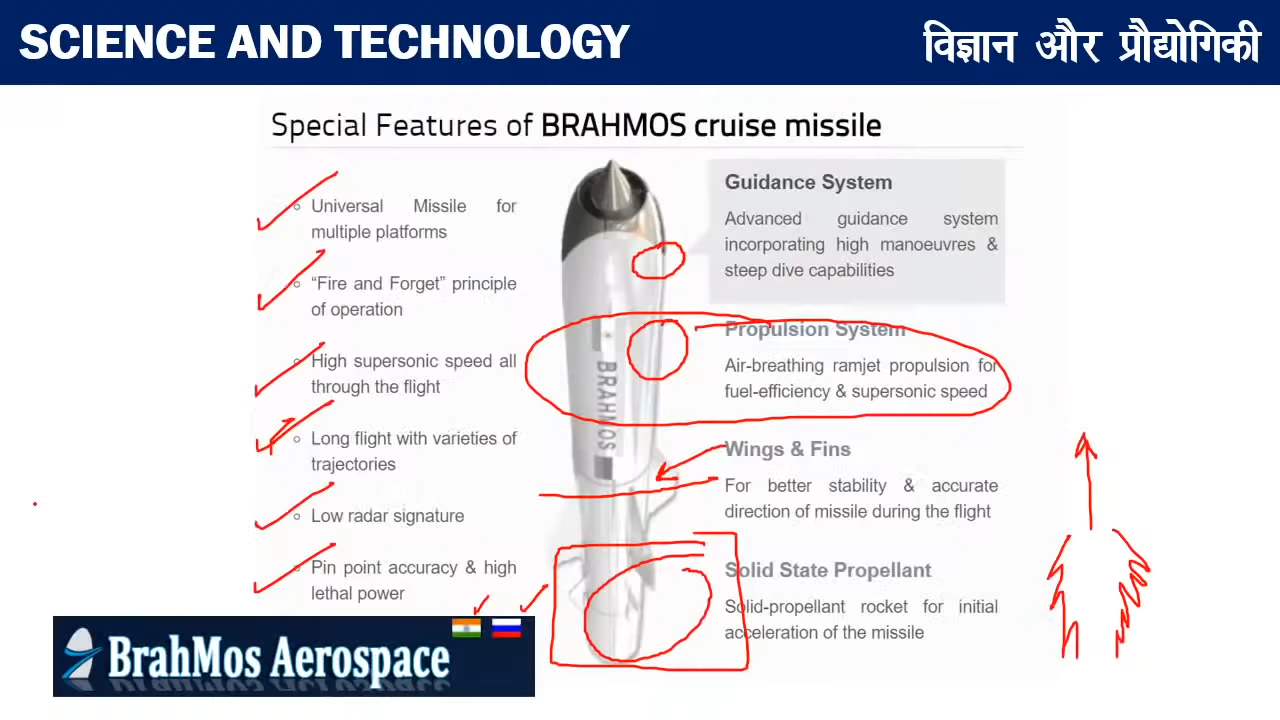 SCIENCE AND TECHNOLOGY
विज्ञान और प्रौद्योगिकी
Special Features of BRAHMOS cruise missile
Universal Missile for
multiple platforms
“Fire and Forget” principle
of operation
High supersonic speed all
through the flight
Long flight with varieties of
trajectories
Low radar signature
Pin point accuracy & high
lethal power
BRAHMOS
Guidance System
Advanced guidance system
incorporating high manoeuvres &
steep dive capabilities
Propulsion System
Air-breathing ramjet propulsion for
fuel-efficiency & supersonic speed
Wings & Fins
For better stability & accurate
direction of missile during the flight
Solid State Propellant
Solid-propellant rocket for initial
acceleration of the missile
BrahMos Aerospace